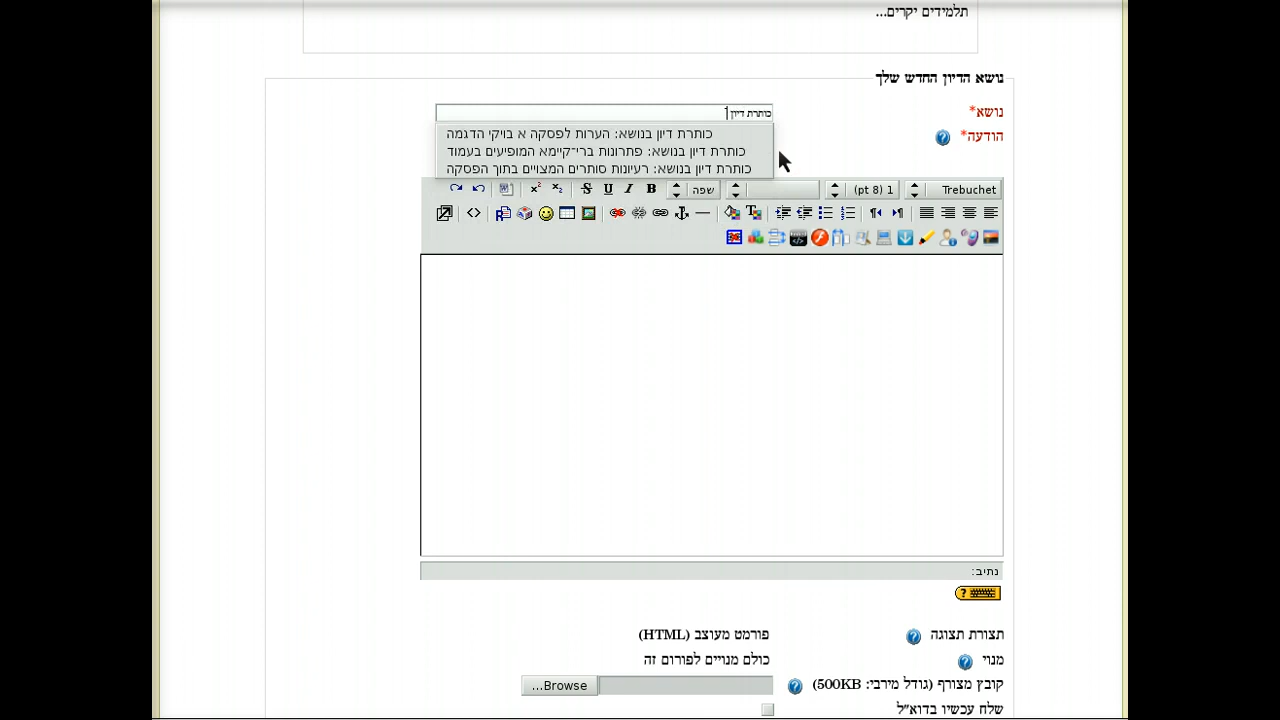 תלמידים יקרים...
נושא הדיון החדש שלך
נושא* כותרת דיון
הודעה*
כותרת דיון בנושא: הערות לפסקה א בויקי הדגמה
כותרת דיון בנושא: פתרונות ברי־קיימא המופיעים בעמוד
כותרת דיון בנושא: רעיונות סותרים המצויים בתוך הפסקה
Trebuchet 1 (8 pt) שפה B I U S x₂ x²
נתיב:
תצורת תצוגה פורמט מעוצב (HTML)
מנוי כולם מנויים לפורום זה
קובץ מצורף (גודל מירבי: 500KB) Browse...
שלח עכשיו בדוא"ל